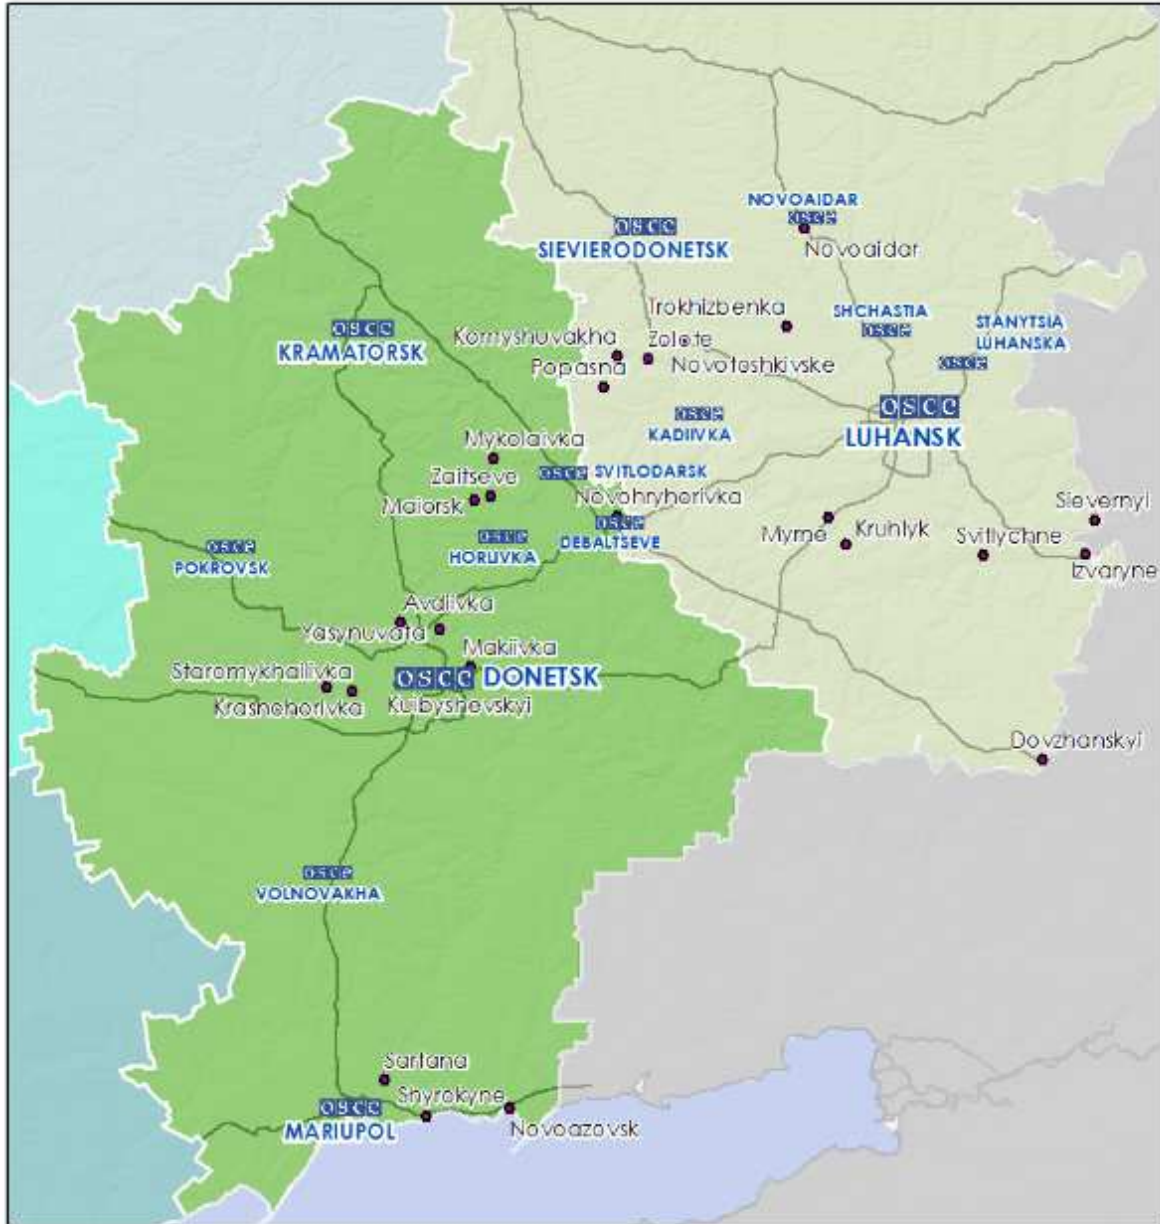 NOVOAIDAR
OSCE
Novoaidar
OSCE
SIEVIERODONETSK
Trokhizbenka
SHCHASTIA
OSCE
STANYTSIA
LUHANSKA
OSCE
OSCE
KRAMATORSK
Komyshuvakha
Zolote
Popasna
Novotoshkivske
OSCE
LUHANSK
OSCE
KADIIVKA
Mykolaivka
Zaitseve
OSCE SVITLODARSK
Maiorsk
Novohryhorivka
Sievernyi
OSCE
DEBALTSEVE
OSCE
HORLIVKA
Myrne
Kruhlyk
Svitlychne
Izvaryne
OSCE
POKROVSK
Avdiivka
Yasynuvata
Makiivka
Staromykhailivka
OSCE DONETSK
Krasnohorivka
Kuibyshevskyi
Dovzhanskyi
OSCE
VOLNOVAKHA
Sartana
Shyrokyne
OSCE
MARIUPOL
Novoazovsk